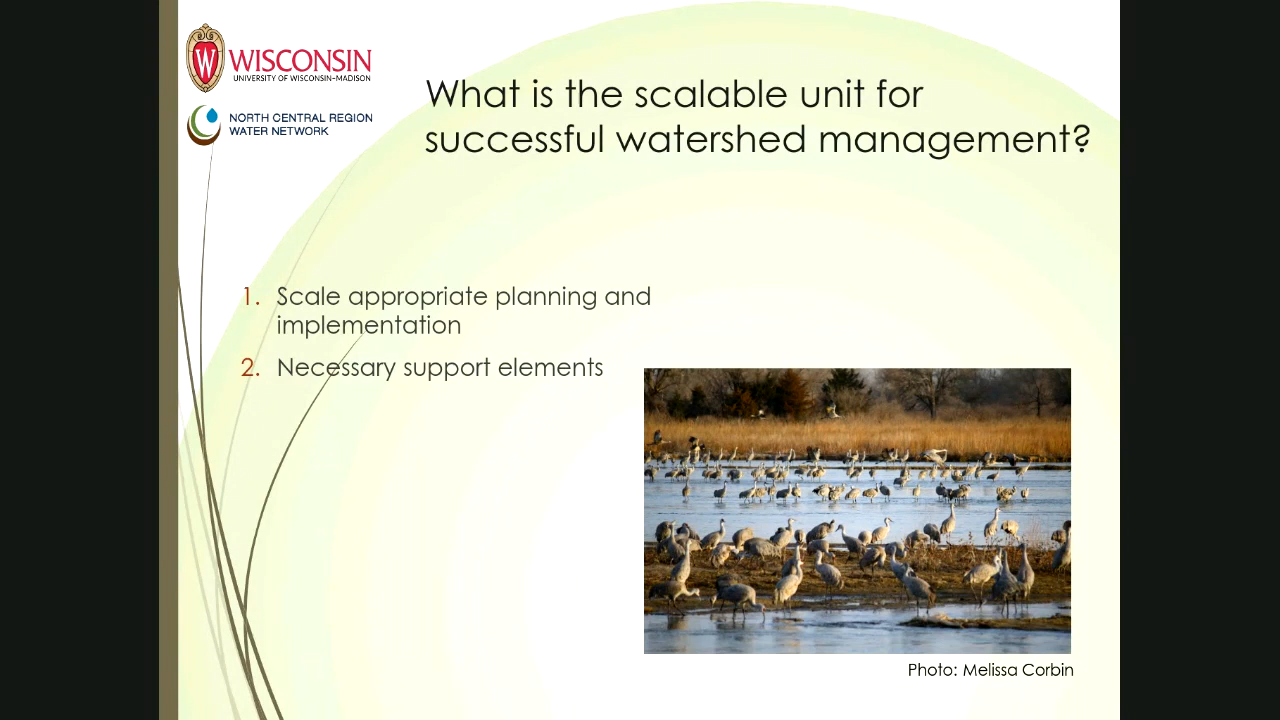 W
WISCONSIN
UNIVERSITY OF WISCONSIN–MADISON
NORTH CENTRAL REGION
WATER NETWORK
What is the scalable unit for
successful watershed management?
1. Scale appropriate planning and
implementation
2. Necessary support elements
Photo: Melissa Corbin